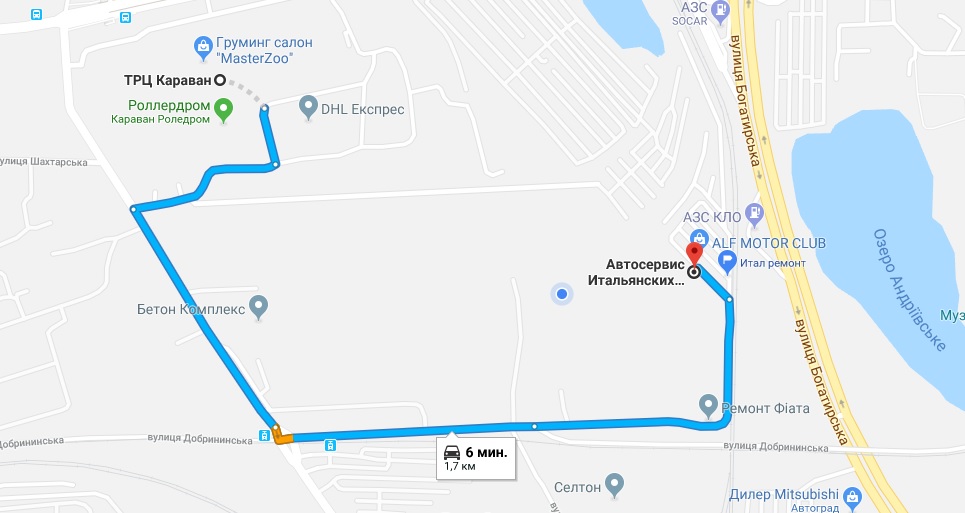 АЗС
SOCAR
Груминг салон
"MasterZoo"
ТРЦ Караван
Роллердром
Караван Роледром
DHL Експрес
вулиця Богатирська
вулиця Шахтарська
АЗС КЛО
ALF MOTOR CLUB
Автосервис
Итальянских...
Итал ремонт
Озеро Андріївське
Муз
Бетон Комплекс
вулиця Богатирська
Ремонт Фіата
Добрининська
вулиця Добрининська
вулиця Добрининська
6 мин.
1,7 км
Селтон
Дилер Mitsubishi
Автоград